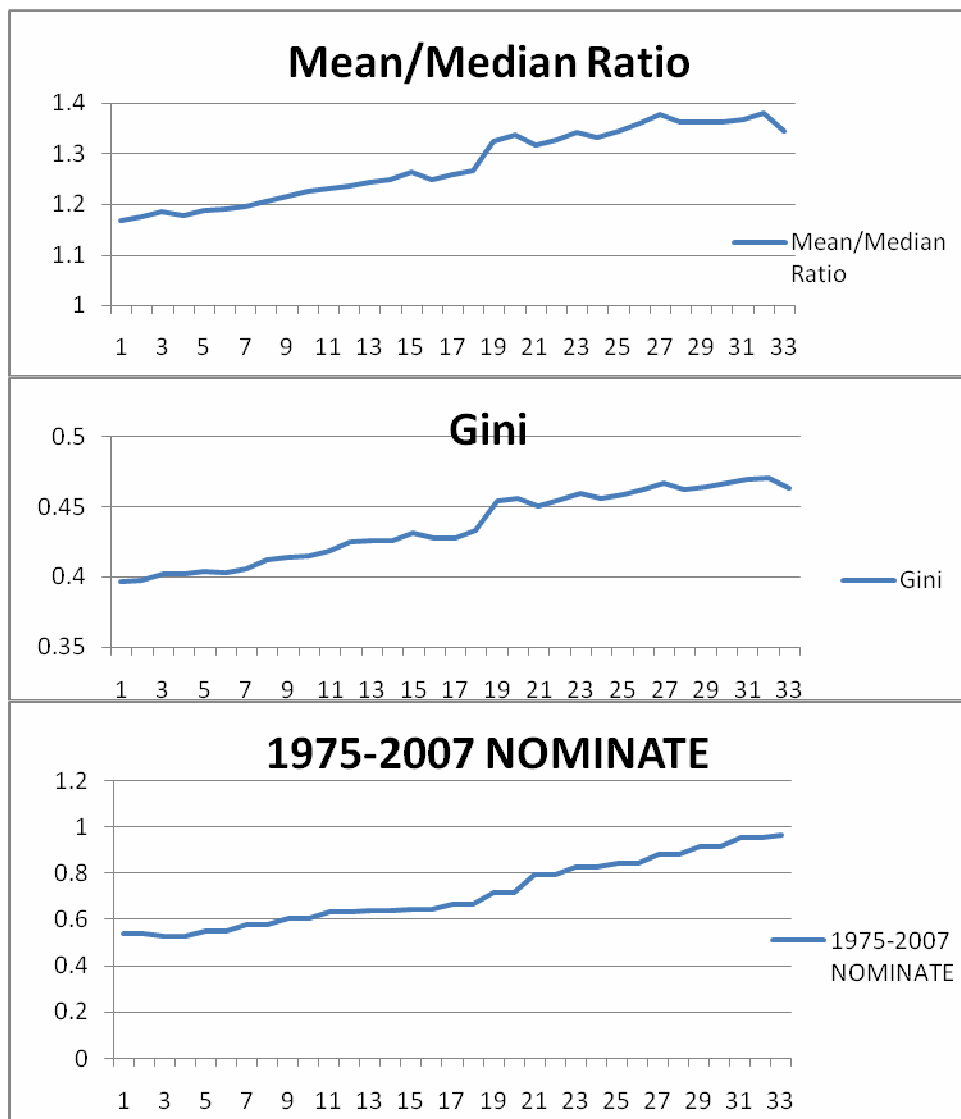 Mean/Median Ratio
1.4
1.3
1.2
1.1
1
Mean/Median
Ratio
1 3 5 7 9 11 13 15 17 19 21 23 25 27 29 31 33
Gini
0.5
0.45
0.4
0.35
Gini
1 3 5 7 9 11 13 15 17 19 21 23 25 27 29 31 33
1975-2007 NOMINATE
1.2
1
0.8
0.6
0.4
0.2
0
1975-2007
NOMINATE
1 3 5 7 9 11 13 15 17 19 21 23 25 27 29 31 33